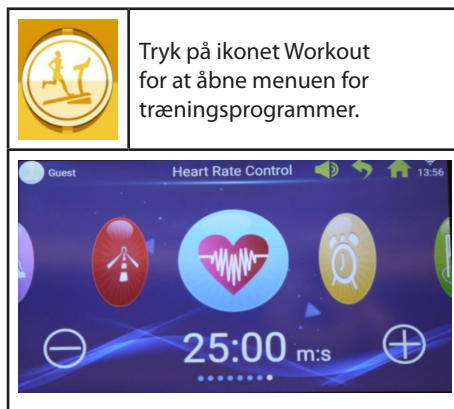 Tryk på ikonet Workout
for at åbne menuen for
træningsprogrammer.
Guest
Heart Rate Control
13:56
25:00 m:s